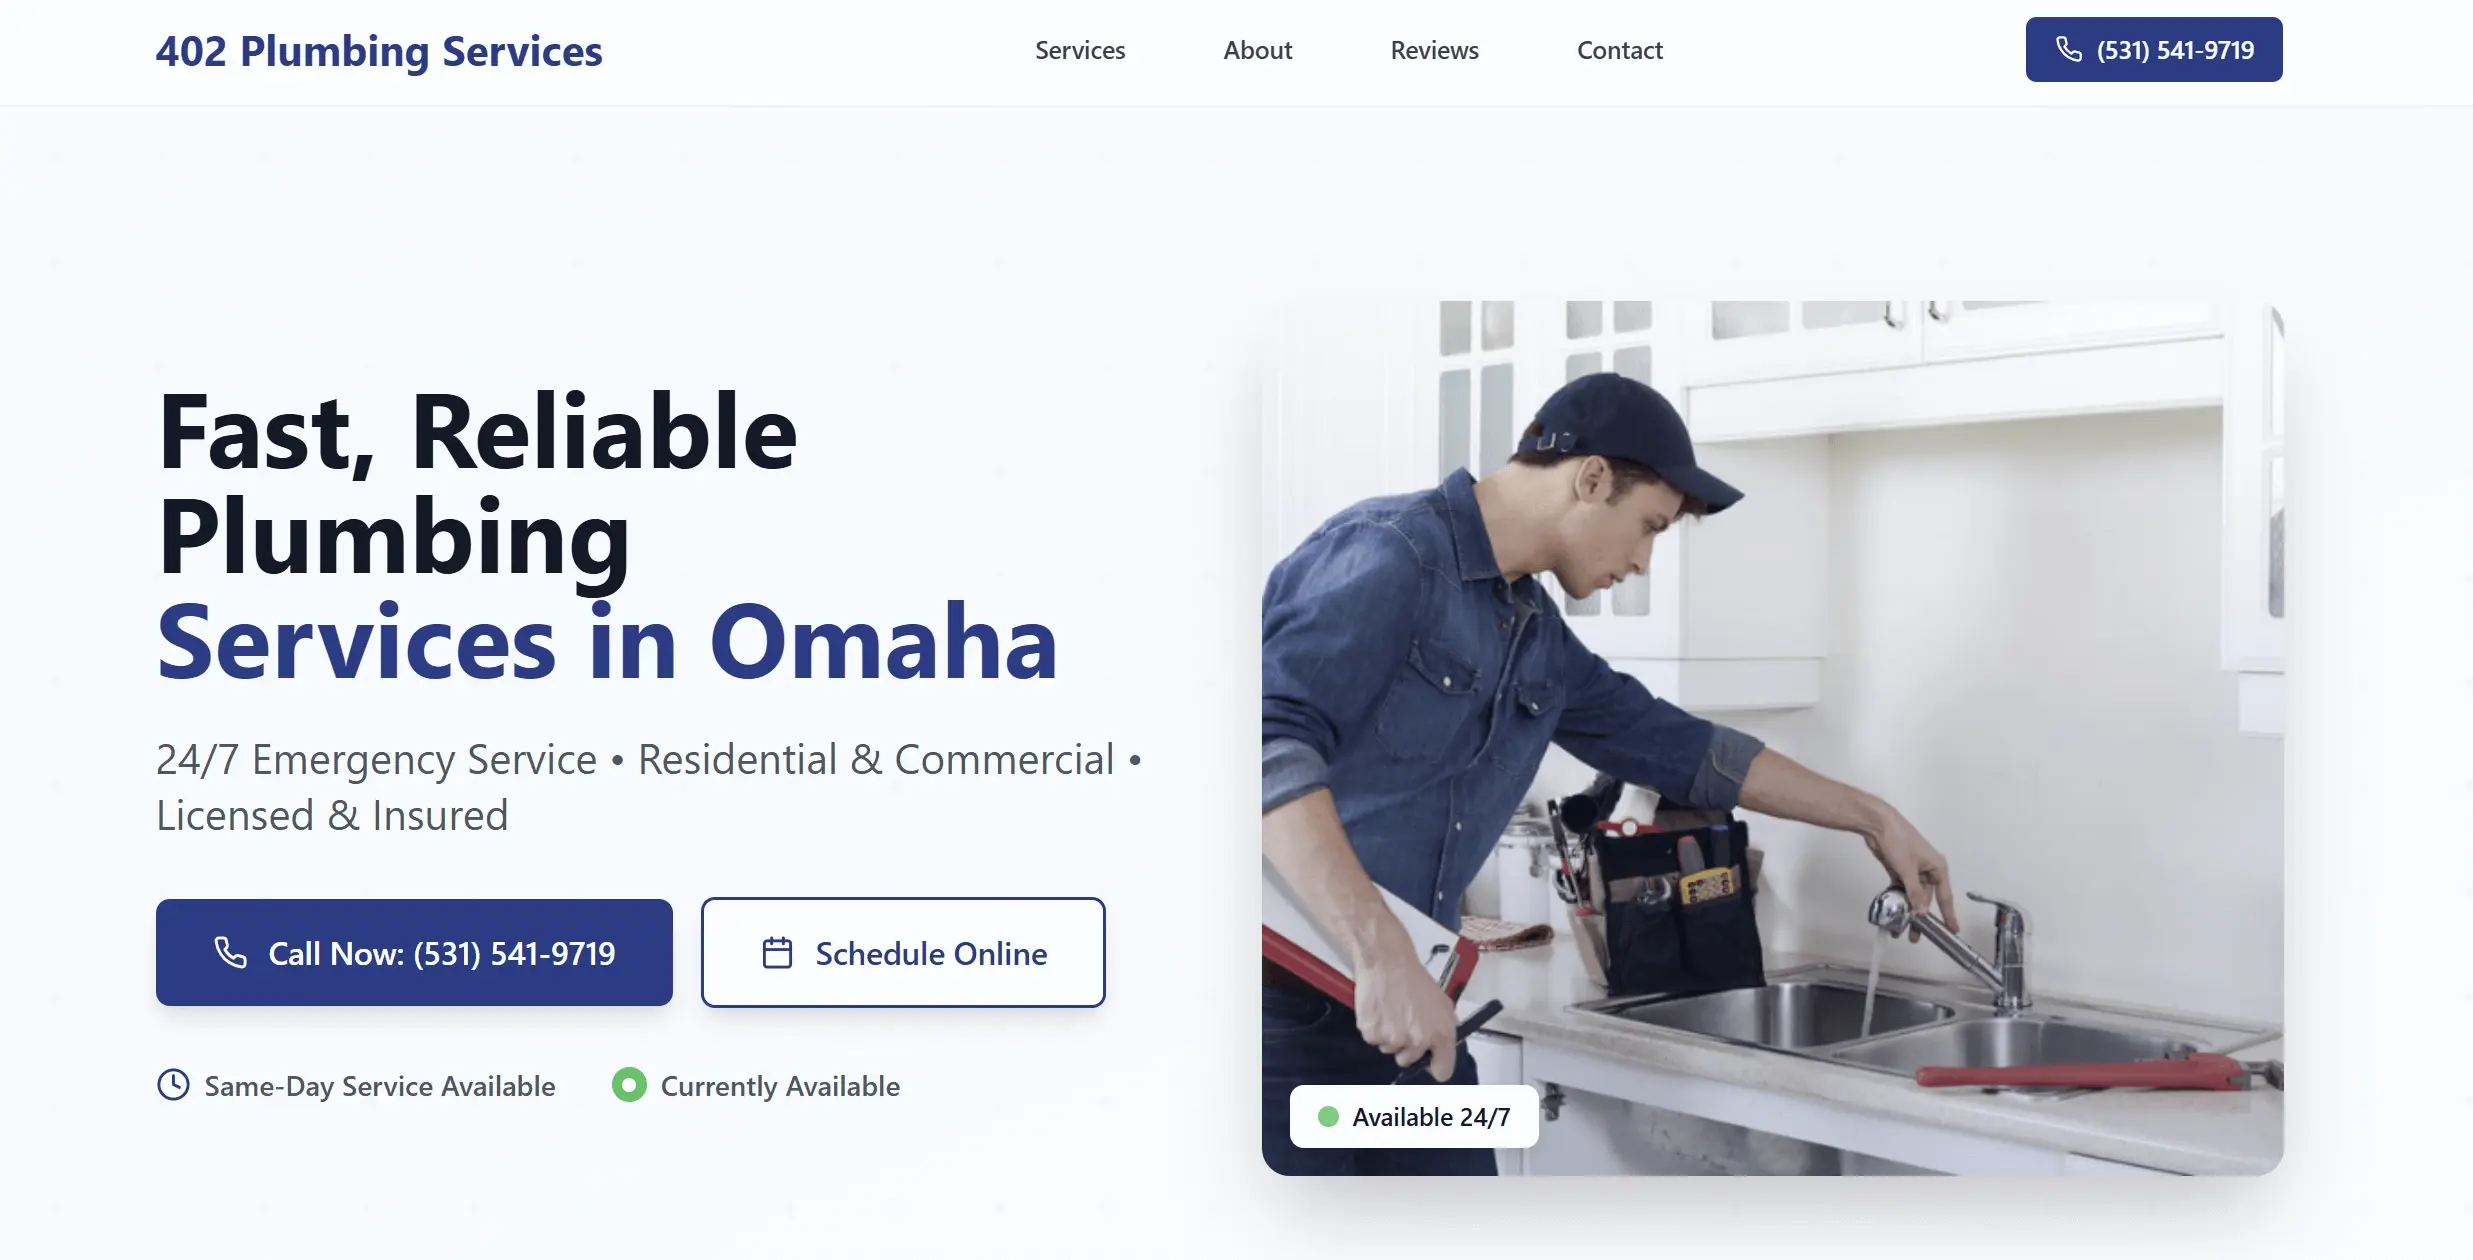 402 Plumbing Services
Services
About
Reviews
Contact
(531) 541-9719
Fast, Reliable
Plumbing
Services in Omaha
24/7 Emergency Service • Residential & Commercial •
Licensed & Insured
Call Now: (531) 541-9719
Schedule Online
Same-Day Service Available
Currently Available
Available 24/7